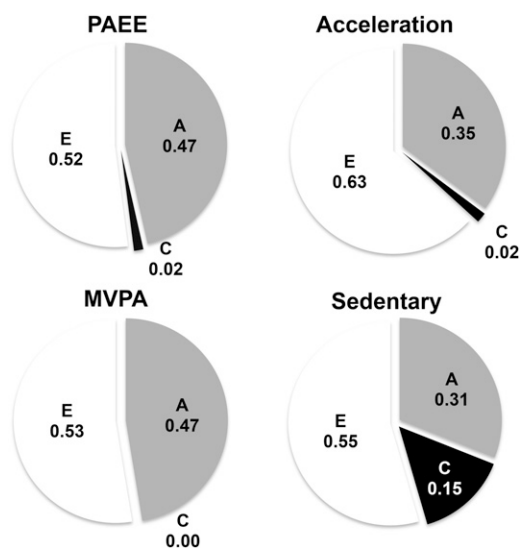 PAEE
E
0.52
A
0.47
C
0.02
Acceleration
E
0.63
A
0.35
C
0.02
MVPA
E
0.53
A
0.47
C
0.00
Sedentary
E
0.55
A
0.31
C
0.15